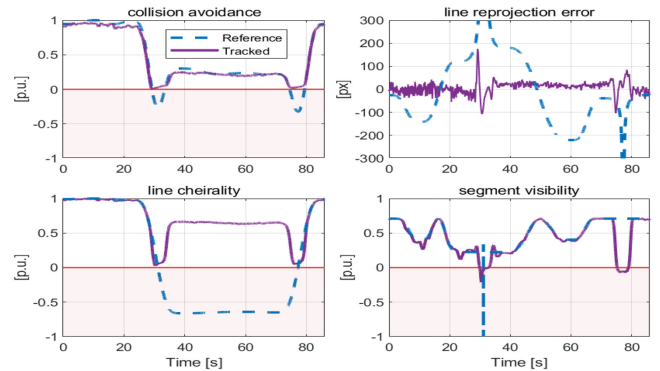 collision avoidance
line reprojection error
1
0.5
0
-0.5
-1
[p.u.]
0 20 40 60 80
Reference
Tracked
300
200
100
0
-100
-200
-300
[px]
0 20 40 60 80
line cheirality
segment visibility
1
0.5
0
-0.5
-1
[p.u.]
0 20 40 60 80
Time [s]
1
0.5
0
-0.5
-1
[p.u.]
0 20 40 60 80
Time [s]